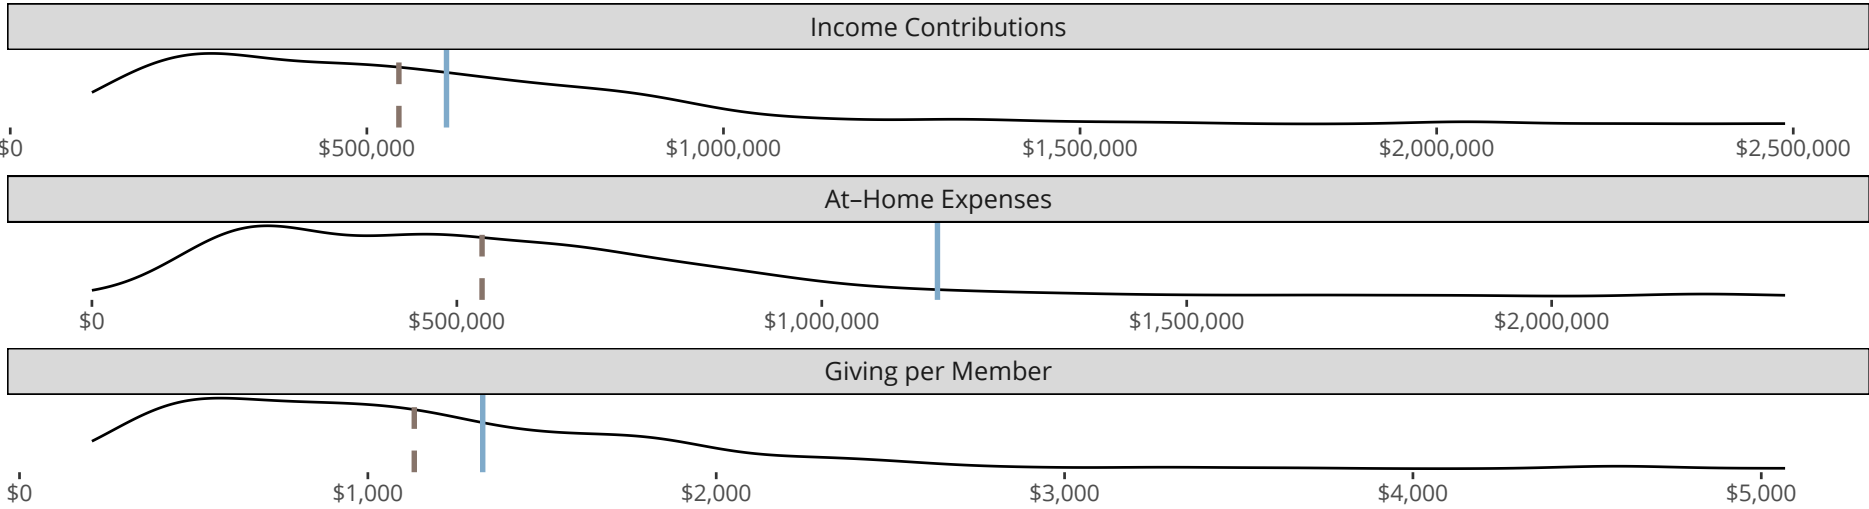 Income Contributions
$0 $500,000 $1,000,000 $1,500,000 $2,000,000 $2,500,000
At–Home Expenses
$0 $500,000 $1,000,000 $1,500,000 $2,000,000
Giving per Member
$0 $1,000 $2,000 $3,000 $4,000 $5,000